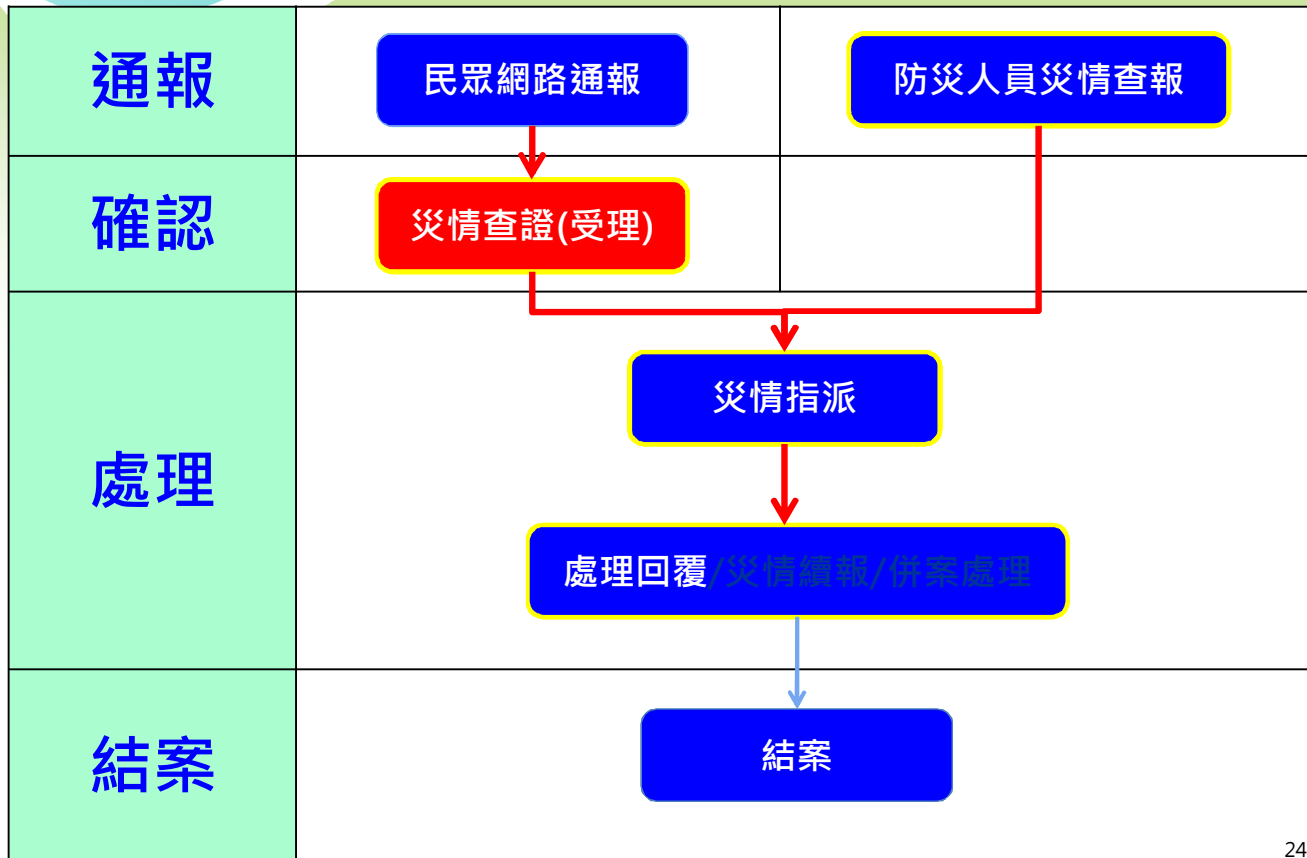 通報
民眾網路通報
防災人員災情查報
確認
災情查證(受理)
處理
災情指派
處理回覆/災情續報/併案處理
結案
結案
24